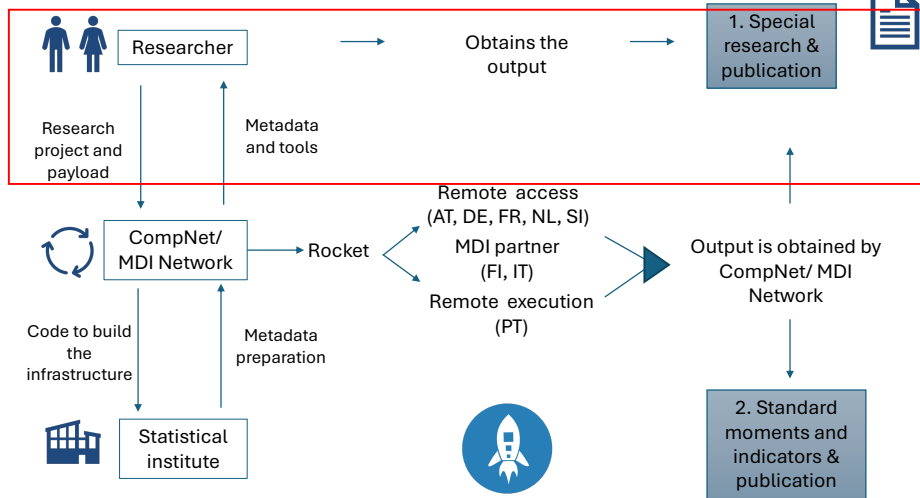 Researcher
Obtains the
output
1. Special
research &
publication
Research
project and
payload
Metadata
and tools
CompNet/
MDI Network
Rocket
Remote access
(AT, DE, FR, NL, SI)
MDI partner
(FI, IT)
Remote execution
(PT)
Output is obtained by
CompNet/ MDI
Network
Code to build
the
infrastructure
Metadata
preparation
Statistical
institute
2. Standard
moments and
indicators &
publication